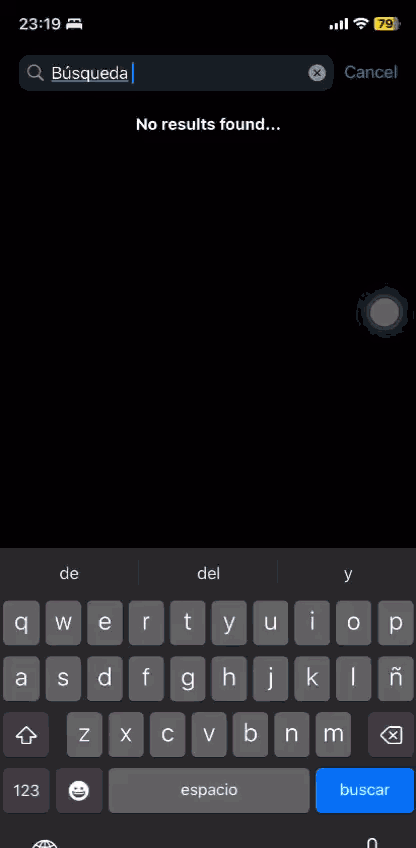 23:19
79
Búsqueda
Cancel
No results found...
de del y
q w e r t y u i o p
a s d f g h j k l ñ
z x c v b n m
123 espacio buscar